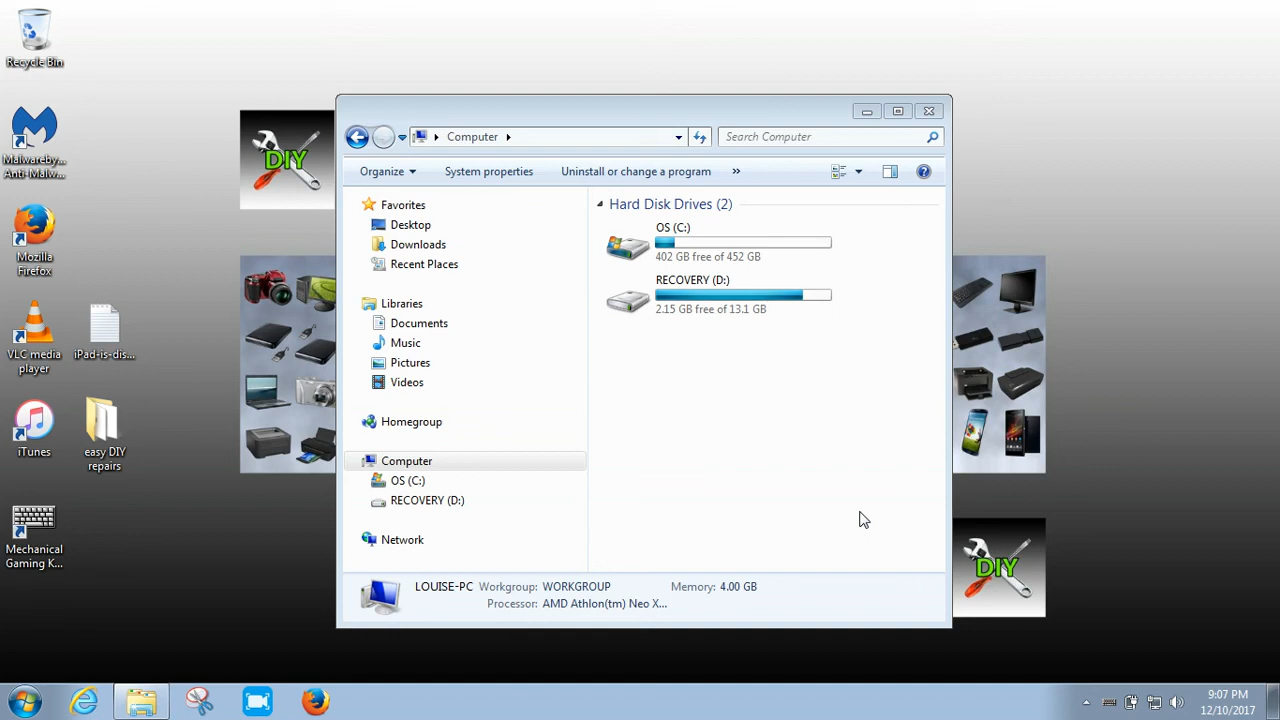 Recycle Bin
Malwareby...
Anti-Malw...
Mozilla
Firefox
VLC media
player
iPad-is-dis...
iTunes
easy DIY
repairs
Mechanical
Gaming K...
DIY
Computer
Search Computer
Organize
System properties
Uninstall or change a program
»
Favorites
Desktop
Downloads
Recent Places
Libraries
Documents
Music
Pictures
Videos
Homegroup
Computer
OS (C:)
RECOVERY (D:)
Network
Hard Disk Drives (2)
OS (C:)
402 GB free of 452 GB
RECOVERY (D:)
2.15 GB free of 13.1 GB
LOUISE-PC Workgroup: WORKGROUP Memory: 4.00 GB
Processor: AMD Athlon(tm) Neo X...
DIY
9:07 PM
12/10/2017